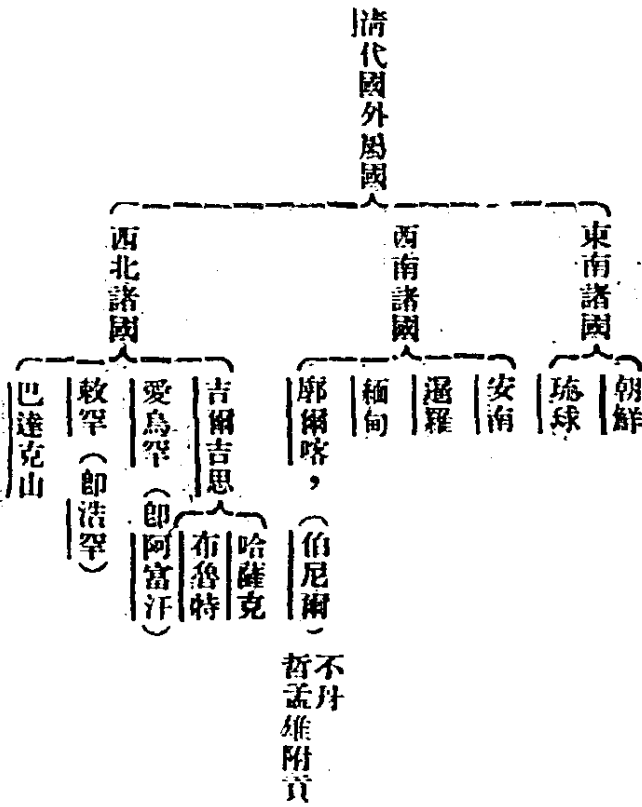 清代國外屬國
東南諸國
朝鮮
琉球
西南諸國
安南
暹羅
緬甸
廓爾喀,(伯尼爾)
不丹
哲孟雄附貢
西北諸國
吉爾吉思
哈薩克
布魯特
愛烏罕(卽阿富汗)
敖罕(卽浩罕)
巴達克山